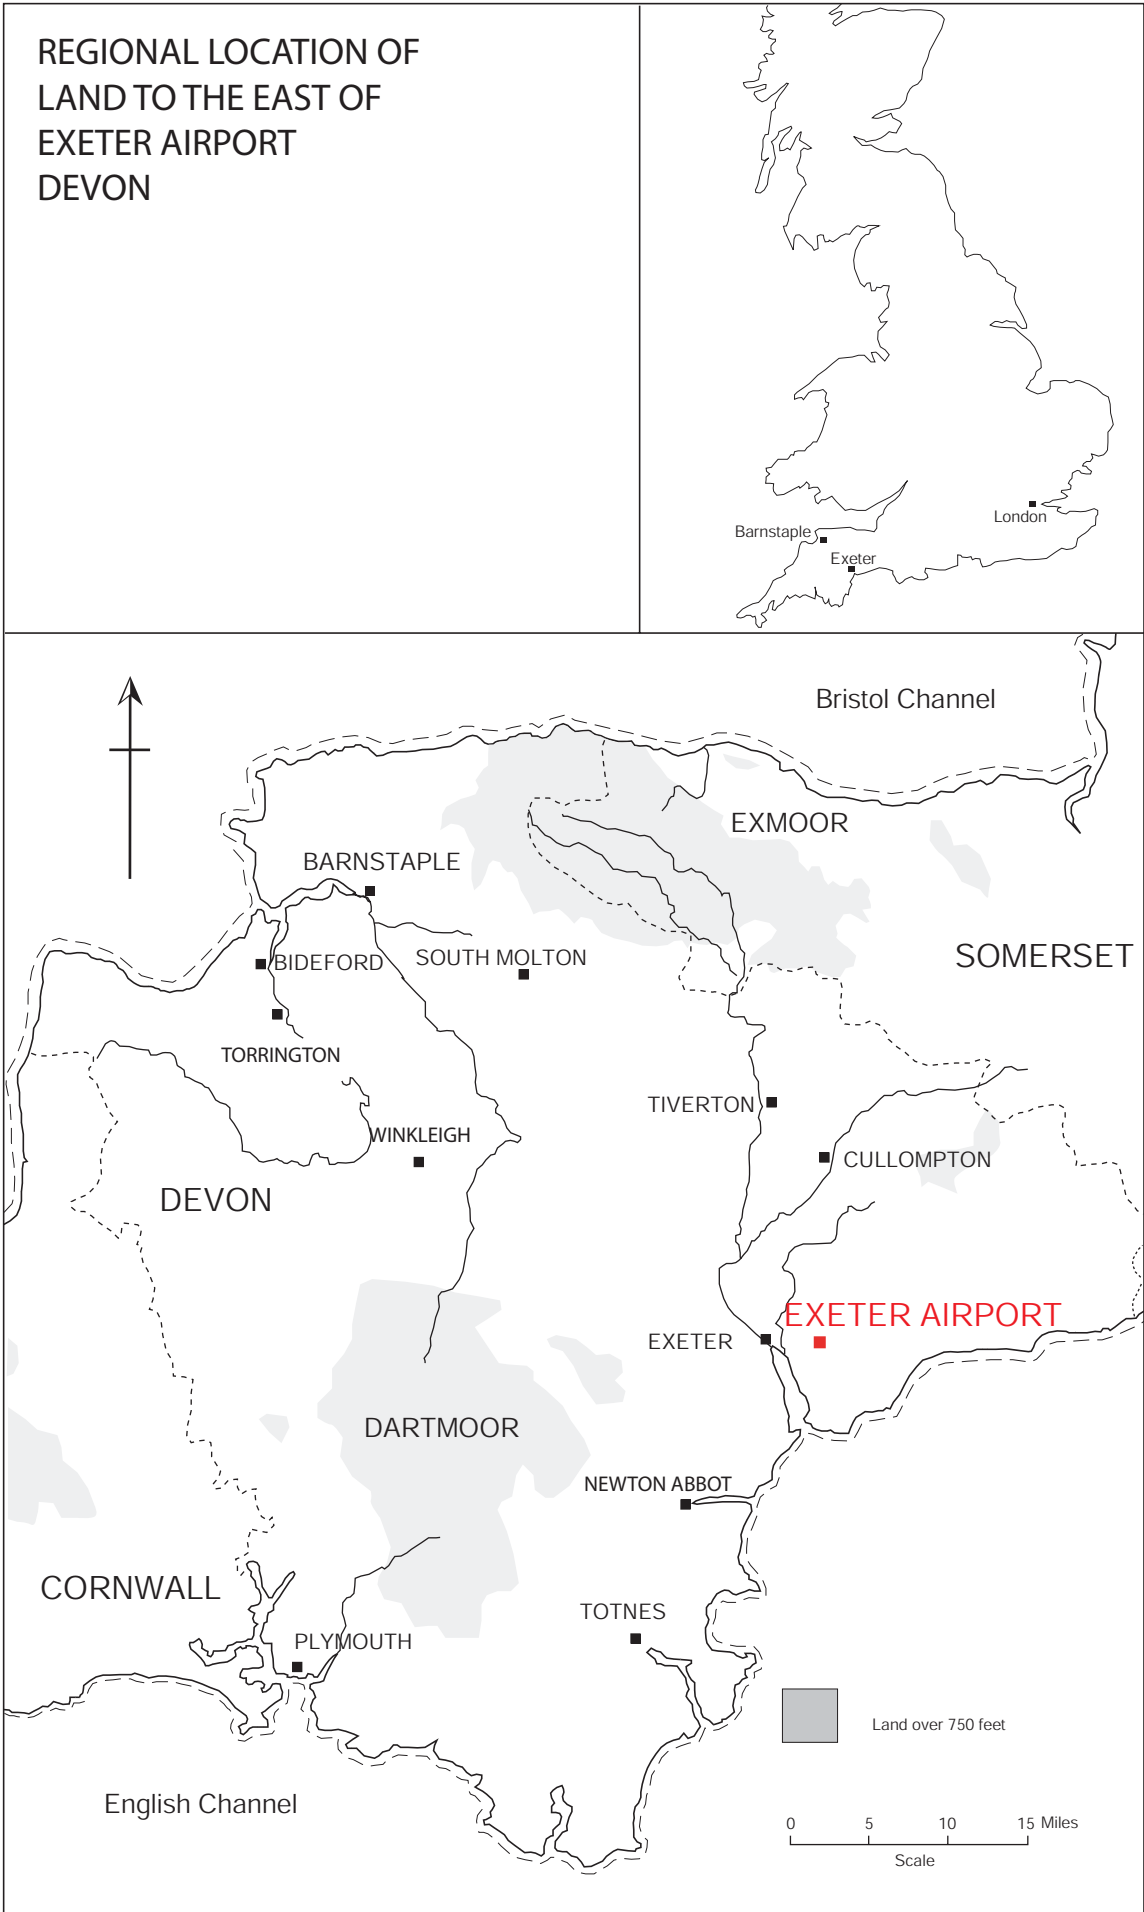 REGIONAL LOCATION OF
LAND TO THE EAST OF
EXETER AIRPORT
DEVON
London
Barnstaple
Exeter
Bristol Channel
EXMOOR
BARNSTAPLE
SOMERSET
SOUTH MOLTON
BIDEFORD
TORRINGTON
TIVERTON
WINKLEIGH
CULLOMPTON
DEVON
EXETER AIRPORT
EXETER
DARTMOOR
NEWTON ABBOT
CORNWALL
TOTNES
PLYMOUTH
Land over 750 feet
English Channel
0 5 10 15 Miles
Scale